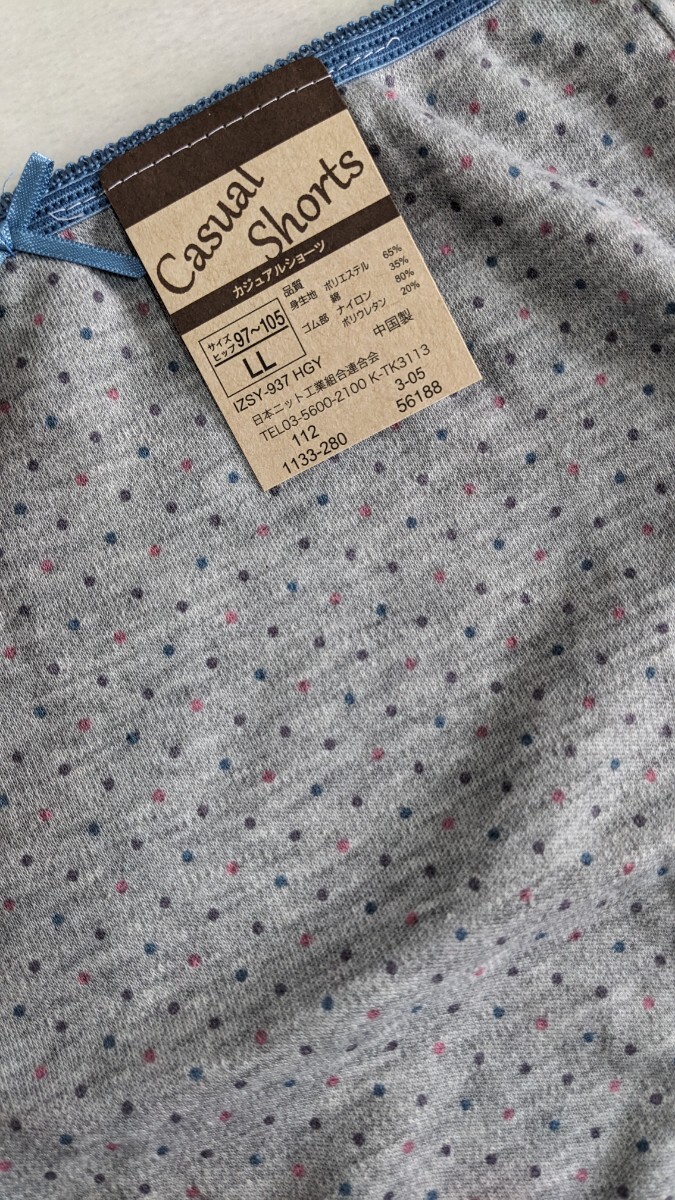 Casual
Shorts
カジュアルショーツ
品質
身生地 ポリエステル 65%
綿 35%
ゴム部 ナイロン 80%
ポリウレタン 20%
サイズ
ヒップ 97~105
LL
中国製
IZSY-937 HGY
日本ニット工業組合連合会
TEL03-5600-2100 K-TK3113
112 3-05
1133-280 56188